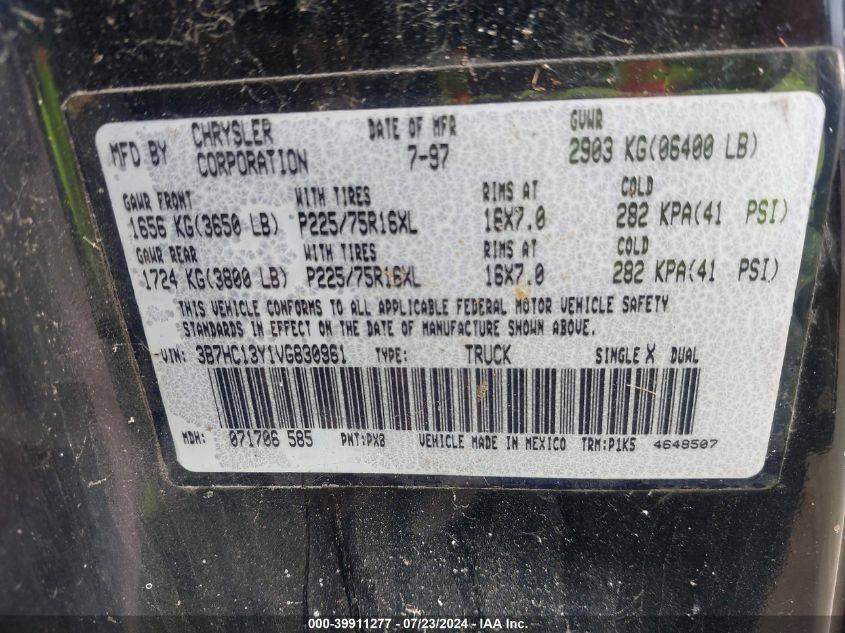 MFD BY CHRYSLER CORPORATION DATE OF MFR 7-97 GVWR 2903 KG(06400 LB)
GAWR FRONT WITH TIRES RIMS AT COLD
1656 KG(3650 LB) P225/75R16XL 16X7.0 282 KPA(41 PSI)
GAWR REAR WITH TIRES RIMS AT COLD
1724 KG(3800 LB) P225/75R16XL 16X7.0 282 KPA(41 PSI)
THIS VEHICLE CONFORMS TO ALL APPLICABLE FEDERAL MOTOR VEHICLE SAFETY
STANDARDS IN EFFECT ON THE DATE OF MANUFACTURE SHOWN ABOVE.
VIN: 3B7HC13Y1VG830961 TYPE: TRUCK SINGLE X DUAL
MDH: 071706 585 PNT:PX8 VEHICLE MADE IN MEXICO TRM:P1K5 4648507
000-39911277 - 07/23/2024 - IAA Inc.